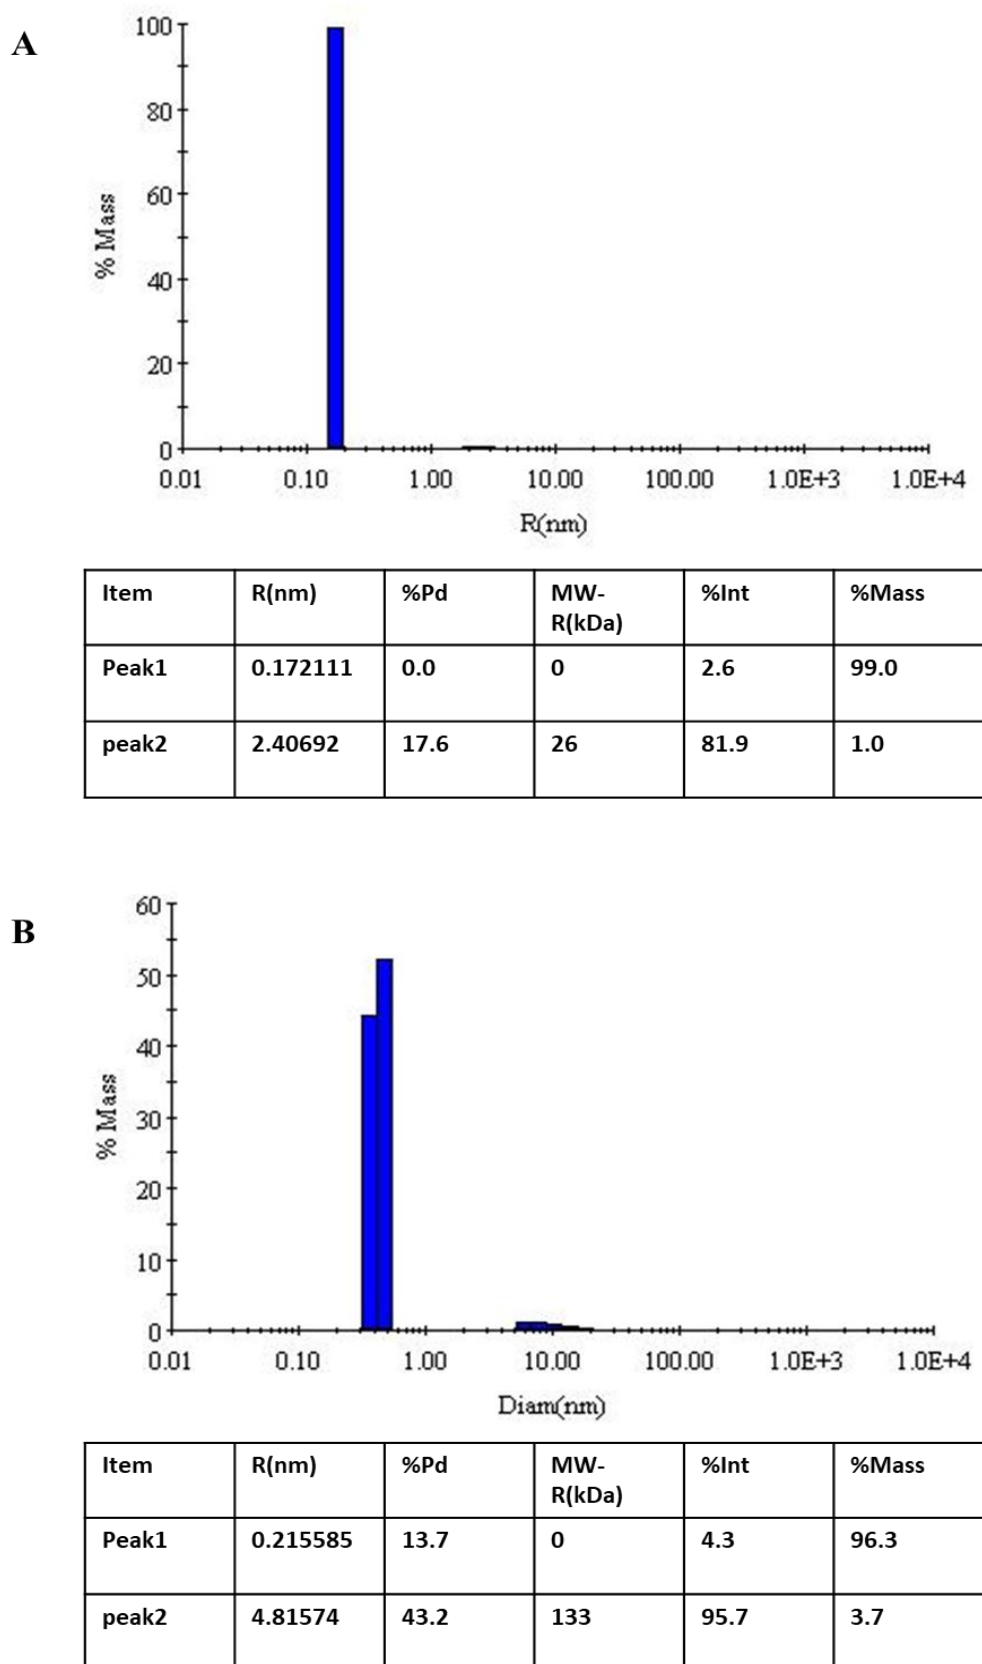 A
100
80
60
40
20
0
% Mass
0.01 0.10 1.00 10.00 100.00 1.0E+3 1.0E+4
R(nm)
Item R(nm) %Pd MW-
R(kDa) %Int %Mass
Peak1 0.172111 0.0 0 2.6 99.0
peak2 2.40692 17.6 26 81.9 1.0
B
60
50
40
30
20
10
0
% Mass
0.01 0.10 1.00 10.00 100.00 1.0E+3 1.0E+4
Diam(nm)
Item R(nm) %Pd MW-
R(kDa) %Int %Mass
Peak1 0.215585 13.7 0 4.3 96.3
peak2 4.81574 43.2 133 95.7 3.7